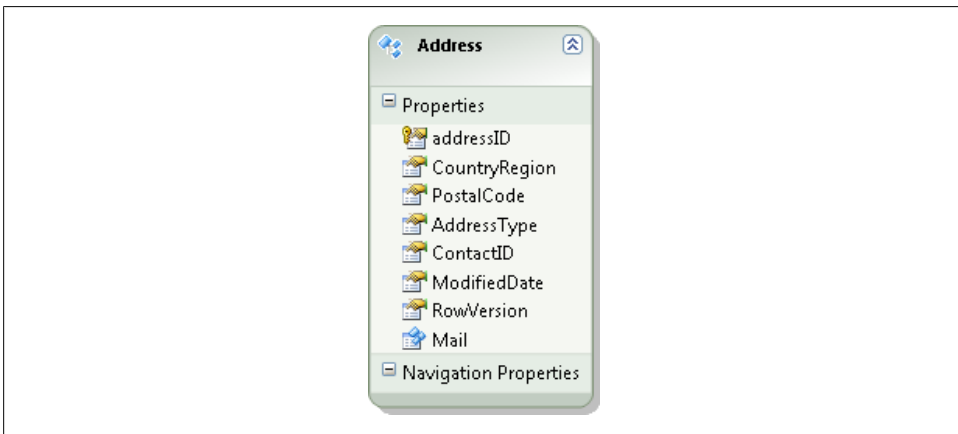 Address
Properties
addressID
CountryRegion
PostalCode
AddressType
ContactID
ModifiedDate
RowVersion
Mail
Navigation Properties